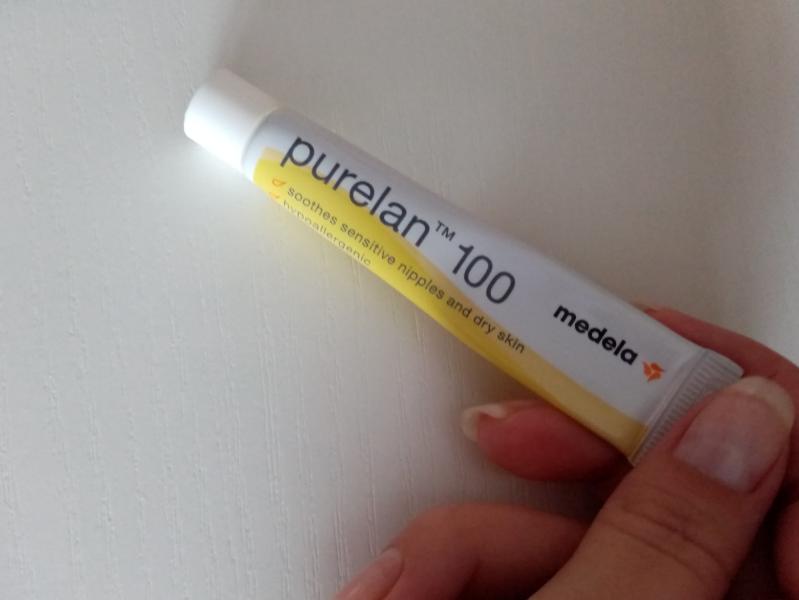 purelan™ 100
soothes sensitive nipples and dry skin
hypoallergenic
medela